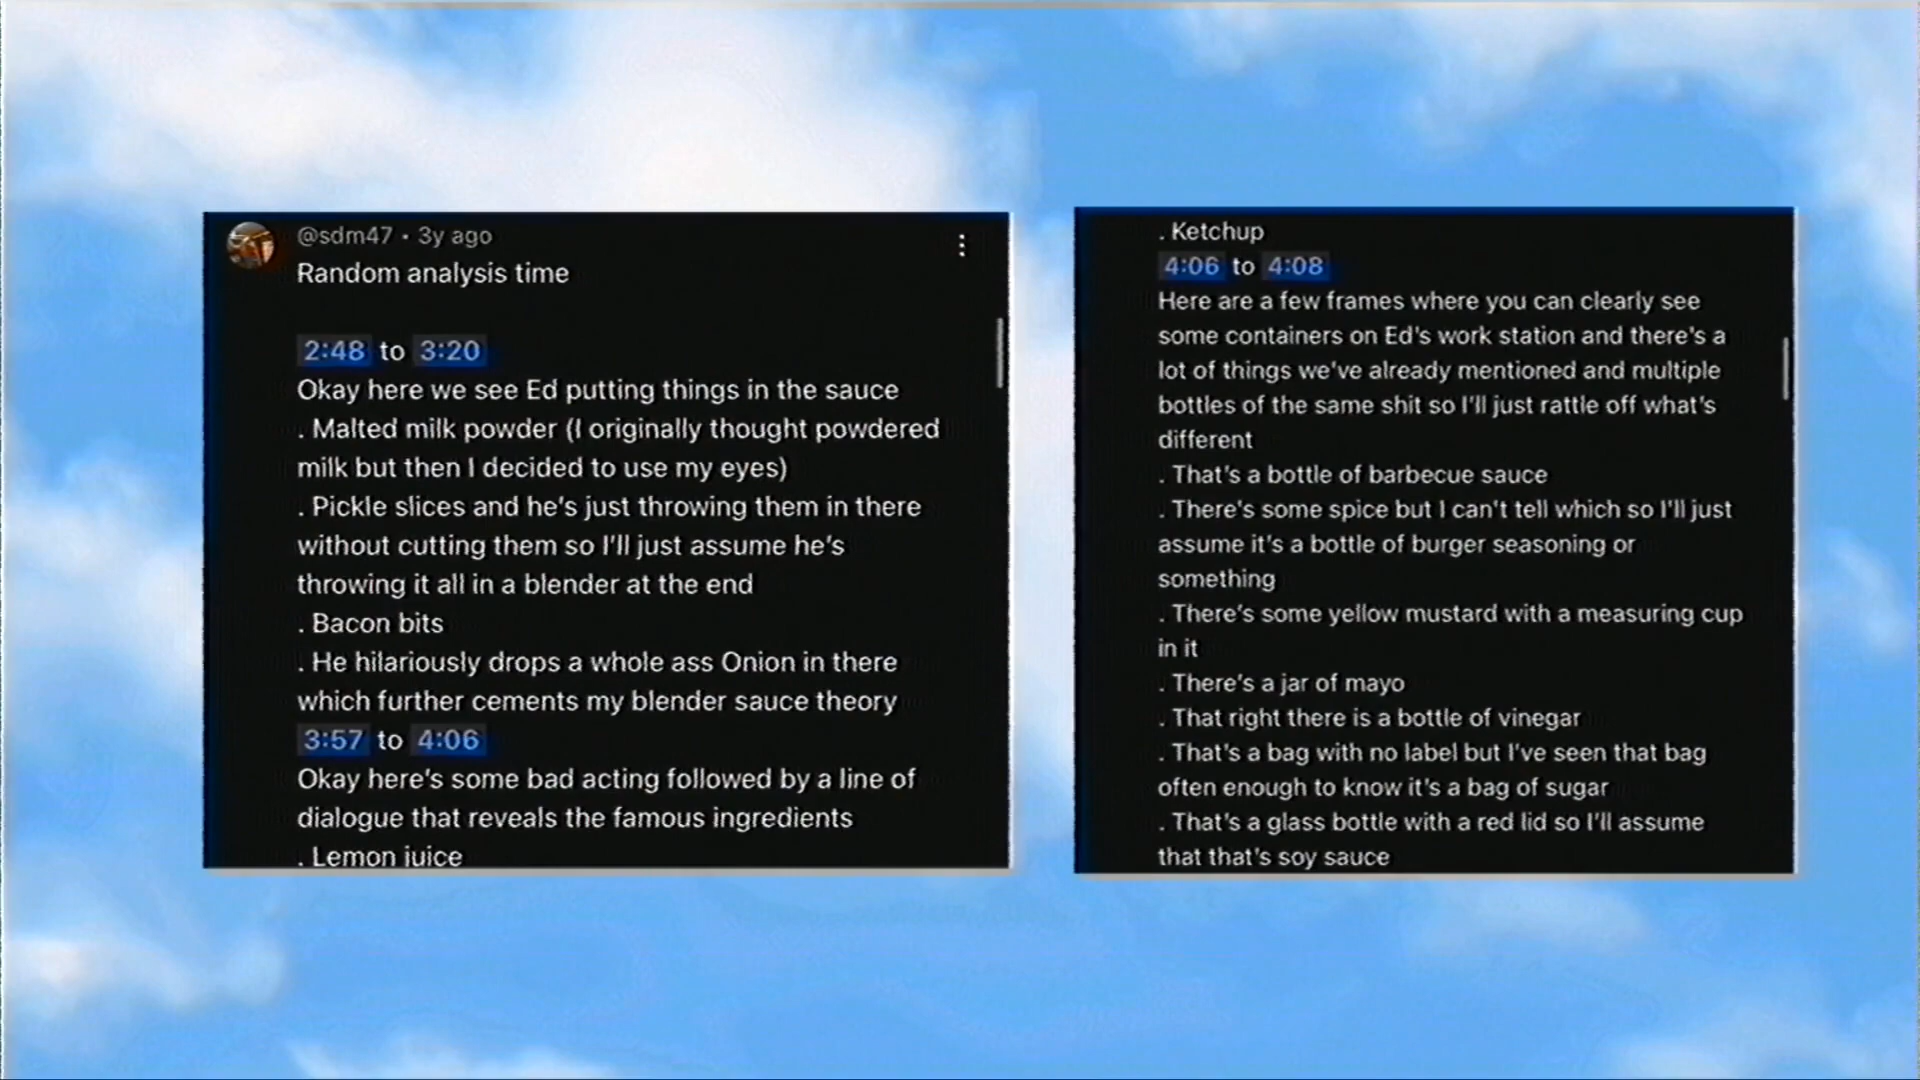 @sdm47 · 3y ago
Random analysis time
2:48 to 3:20
Okay here we see Ed putting things in the sauce
. Malted milk powder (I originally thought powdered
milk but then I decided to use my eyes)
. Pickle slices and he's just throwing them in there
without cutting them so I'll just assume he's
throwing it all in a blender at the end
. Bacon bits
. He hilariously drops a whole ass Onion in there
which further cements my blender sauce theory
3:57 to 4:06
Okay here's some bad acting followed by a line of
dialogue that reveals the famous ingredients
. Lemon juice
. Ketchup
4:06 to 4:08
Here are a few frames where you can clearly see
some containers on Ed's work station and there's a
lot of things we've already mentioned and multiple
bottles of the same shit so I'll just rattle off what's
different
. That's a bottle of barbecue sauce
. There's some spice but I can't tell which so I'll just
assume it's a bottle of burger seasoning or
something
. There's some yellow mustard with a measuring cup
in it
. There's a jar of mayo
. That right there is a bottle of vinegar
. That's a bag with no label but I've seen that bag
often enough to know it's a bag of sugar
. That's a glass bottle with a red lid so I'll assume
that that's soy sauce